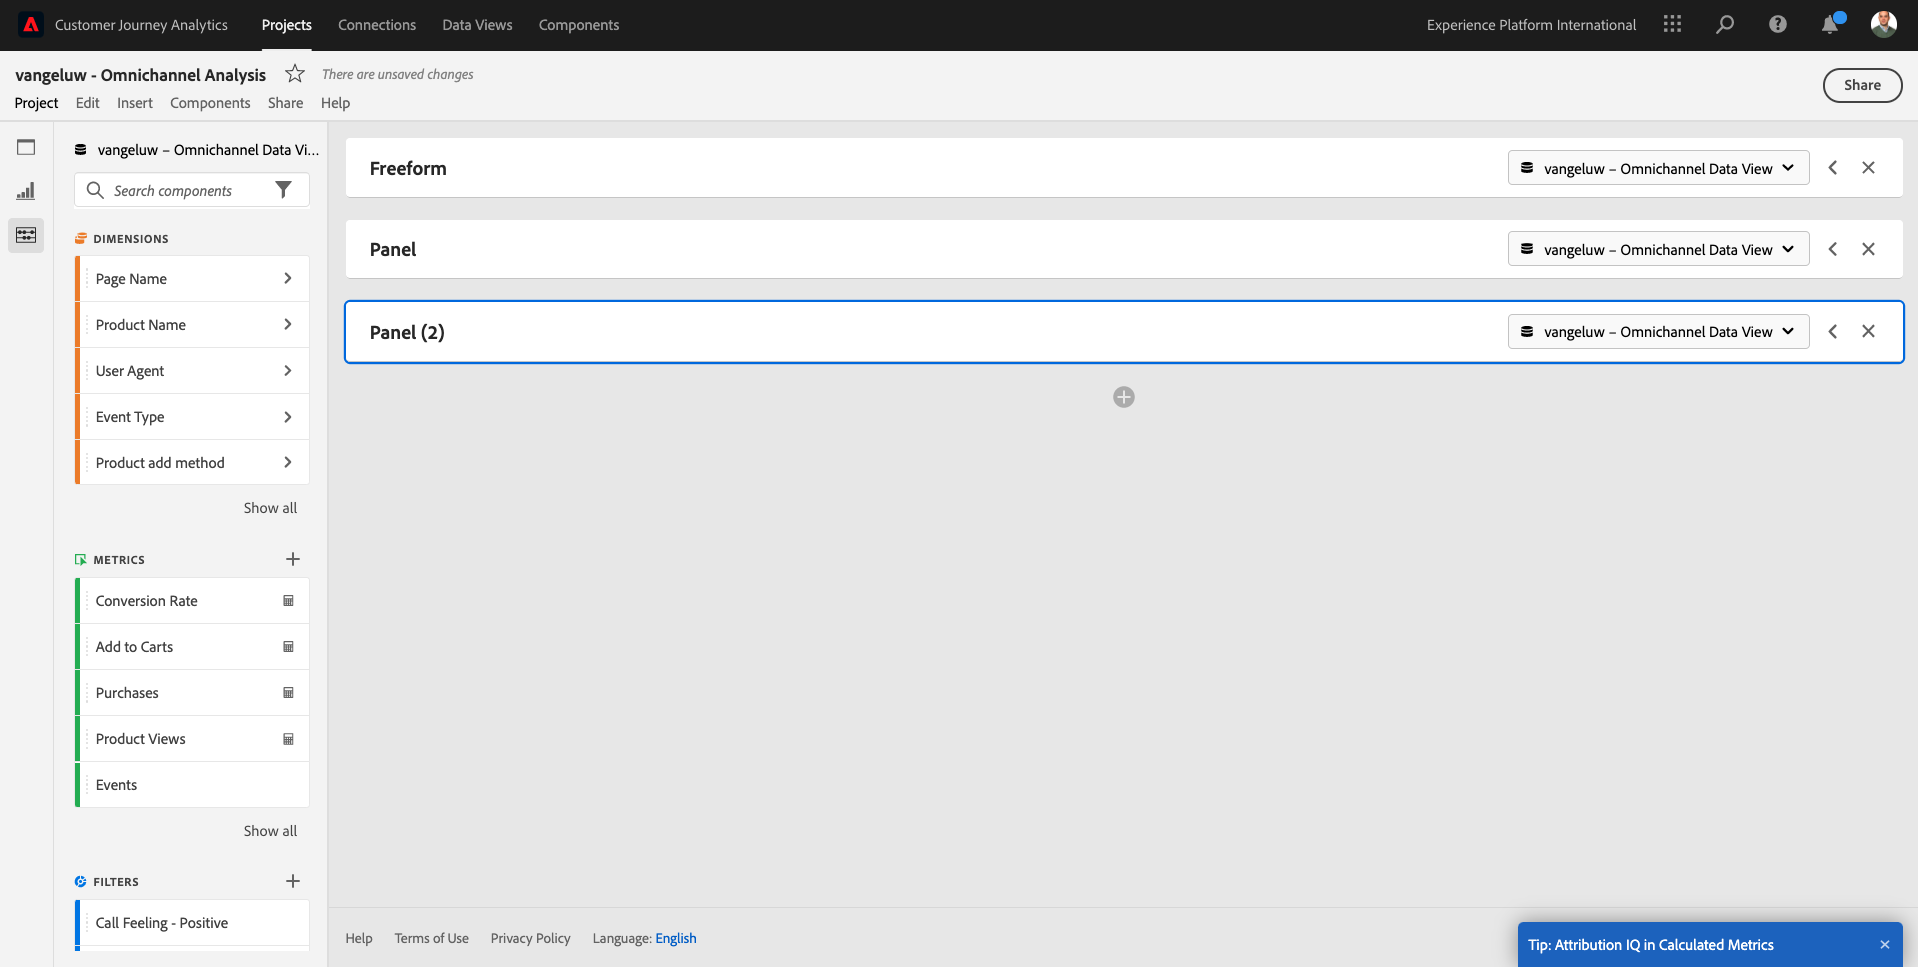 Customer Journey Analytics Projects Connections Data Views Components Experience Platform International
vangeluw - Omnichannel Analysis There are unsaved changes
Project Edit Insert Components Share Help
Share
vangeluw – Omnichannel Data Vi...
Search components
DIMENSIONS
Page Name
Product Name
User Agent
Event Type
Product add method
Show all
METRICS
Conversion Rate
Add to Carts
Purchases
Product Views
Events
Show all
FILTERS
Call Feeling - Positive
Freeform vangeluw – Omnichannel Data View
Panel vangeluw – Omnichannel Data View
Panel (2) vangeluw – Omnichannel Data View
Help Terms of Use Privacy Policy Language: English
Tip: Attribution IQ in Calculated Metrics